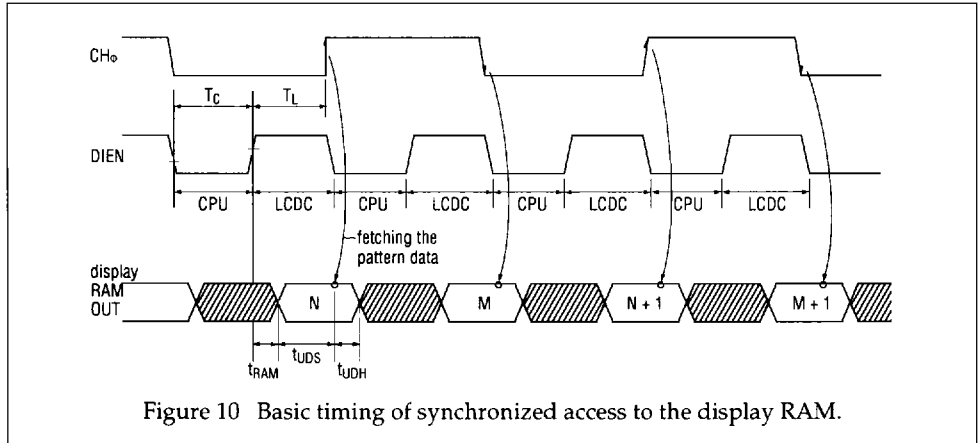 CHΦ
TC TL
DIEN
CPU LCDC CPU LCDC CPU LCDC CPU LCDC
fetching the
pattern data
display
RAM
OUT
N M N + 1 M + 1
tRAM tUDS tUDH
Figure 10 Basic timing of synchronized access to the display RAM.